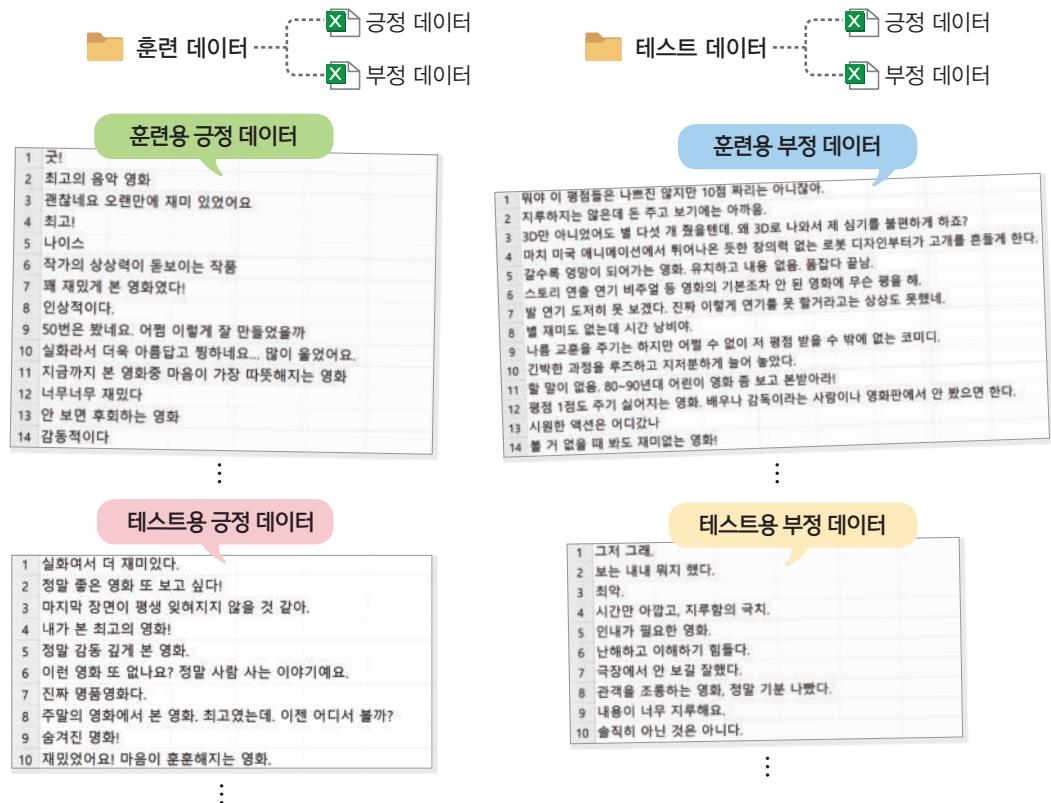 훈련 데이터
긍정 데이터
부정 데이터
테스트 데이터
긍정 데이터
부정 데이터
훈련용 긍정 데이터
1 굿!
2 최고의 음악 영화
3 괜찮네요 오랜만에 재미 있었어요
4 최고!
5 나이스
6 작가의 상상력이 돋보이는 작품
7 꽤 재밌게 본 영화였다!
8 인상적이다.
9 50번은 봤네요. 어쩜 이렇게 잘 만들었을까
10 실화라서 더욱 아름답고 찡하네요... 많이 울었어요.
11 지금까지 본 영화중 마음이 가장 따뜻해지는 영화
12 너무너무 재밌다
13 안 보면 후회하는 영화
14 감동적이다
⋮
훈련용 부정 데이터
1 뭐야 이 평점들은 나쁘진 않지만 10점 짜리는 아니잖아.
2 지루하지는 않은데 돈 주고 보기에는 아까움.
3 3D만 아니었어도 별 다섯 개 줬을텐데. 왜 3D로 나와서 제 심기를 불편하게 하죠?
4 마치 미국 애니메이션에서 튀어나온 듯한 창의력 없는 로봇 디자인부터가 고개를 흔들게 한다.
5 갈수록 엉망이 되어가는 영화. 유치하고 내용 없음. 폼잡다 끝남.
6 스토리 연출 연기 비주얼 등 영화의 기본조차 안 된 영화에 무슨 평을 해.
7 발 연기 도저히 못 보겠다. 진짜 이렇게 연기를 못 할거라고는 상상도 못했네.
8 별 재미도 없는데 시간 낭비야.
9 나름 교훈을 주기는 하지만 어쩔 수 없이 저 평점 받을 수 밖에 없는 코미디.
10 긴박한 과정을 루즈하고 지저분하게 늘어 놓았다.
11 할 말이 없음. 80~90년대 어린이 영화 좀 보고 본받아라!
12 평점 1점도 주기 싫어지는 영화. 배우나 감독이라는 사람이나 영화판에서 안 봤으면 한다.
13 시원한 액션은 어디갔나
14 볼 거 없을 때 봐도 재미없는 영화!
⋮
테스트용 긍정 데이터
1 실화여서 더 재미있다.
2 정말 좋은 영화 또 보고 싶다!
3 마지막 장면이 평생 잊혀지지 않을 것 같아.
4 내가 본 최고의 영화!
5 정말 감동 깊게 본 영화.
6 이런 영화 또 없나요? 정말 사람 사는 이야기예요.
7 진짜 명품영화다.
8 주말의 영화에서 본 영화. 최고였는데. 이젠 어디서 볼까?
9 숨겨진 명화!
10 재밌었어요! 마음이 훈훈해지는 영화.
⋮
테스트용 부정 데이터
1 그저 그래.
2 보는 내내 뭐지 했다.
3 최악.
4 시간만 아깝고, 지루함의 극치.
5 인내가 필요한 영화.
6 난해하고 이해하기 힘들다.
7 극장에서 안 보길 잘했다.
8 관객을 조롱하는 영화, 정말 기분 나빴다.
9 내용이 너무 지루해요.
10 솔직히 아닌 것은 아니다.
⋮